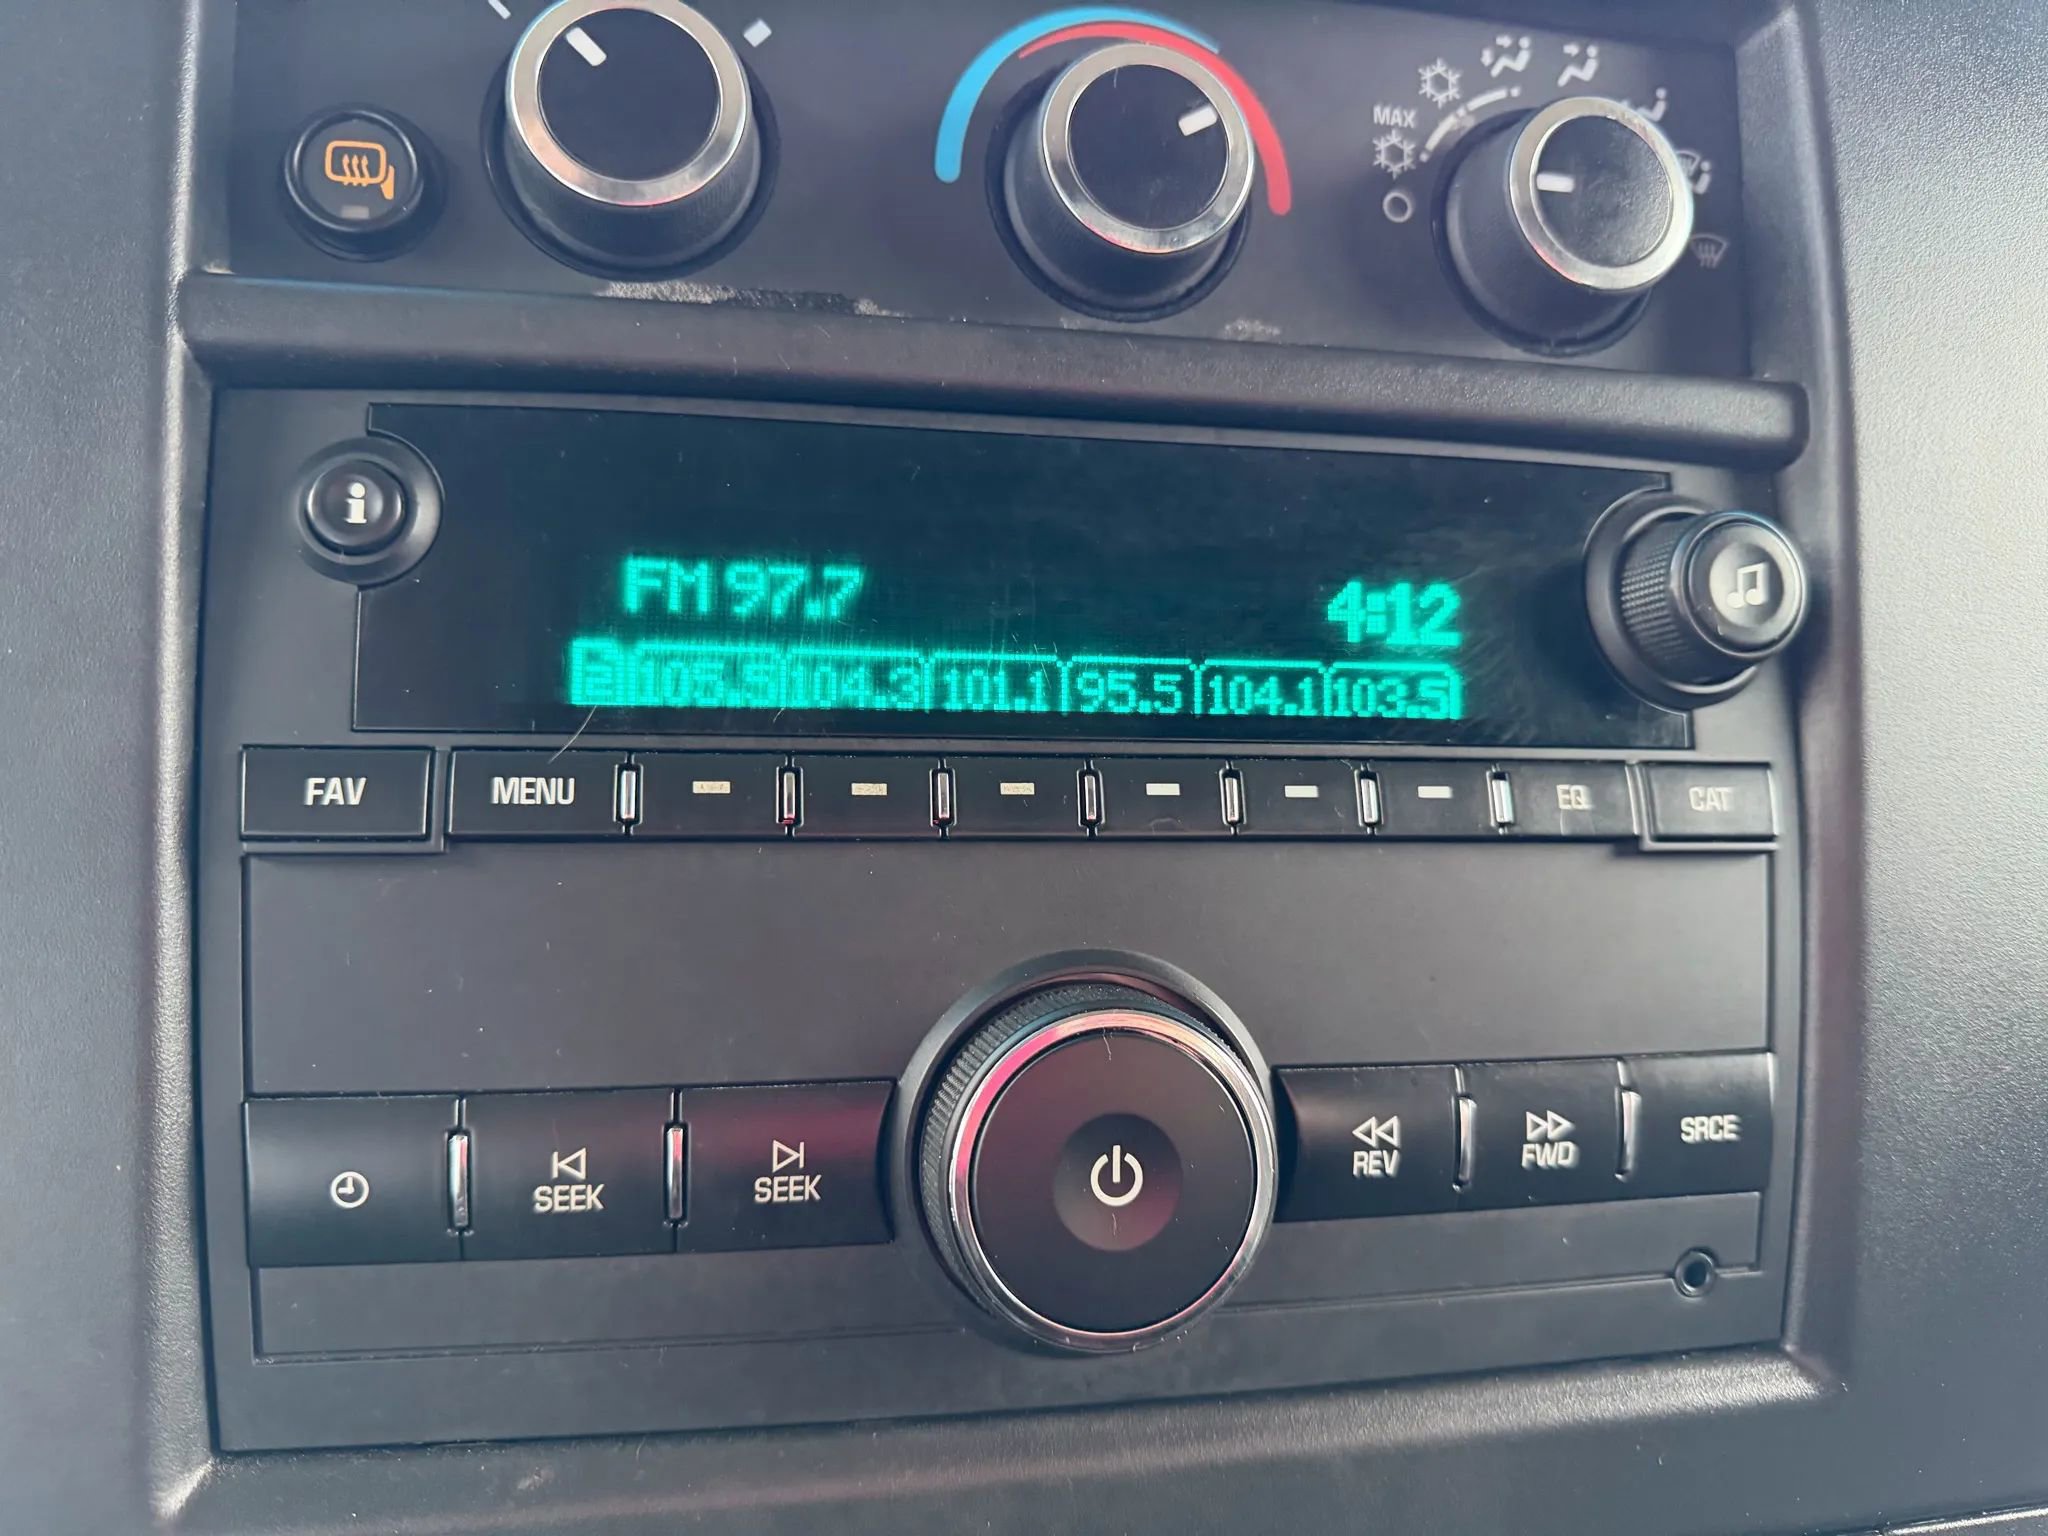 MAX
i
FM 97.7 4:12
2 105.5 104.3 101.1 95.5 104.1 103.5
FAV MENU EQ CAT
SEEK SEEK REV FWD SRCE